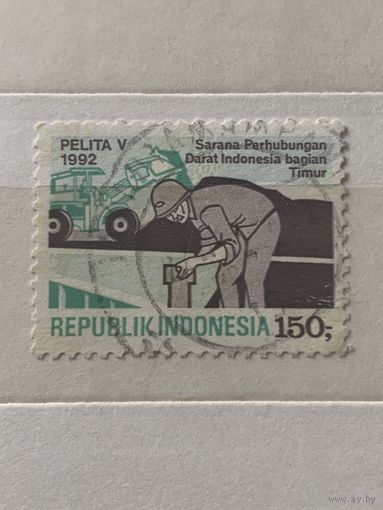 PELITA V
1992
Sarana Perhubungan
Darat Indonesia bagian
Timur
REPUBLIK INDONESIA 150,-
www.ay.by